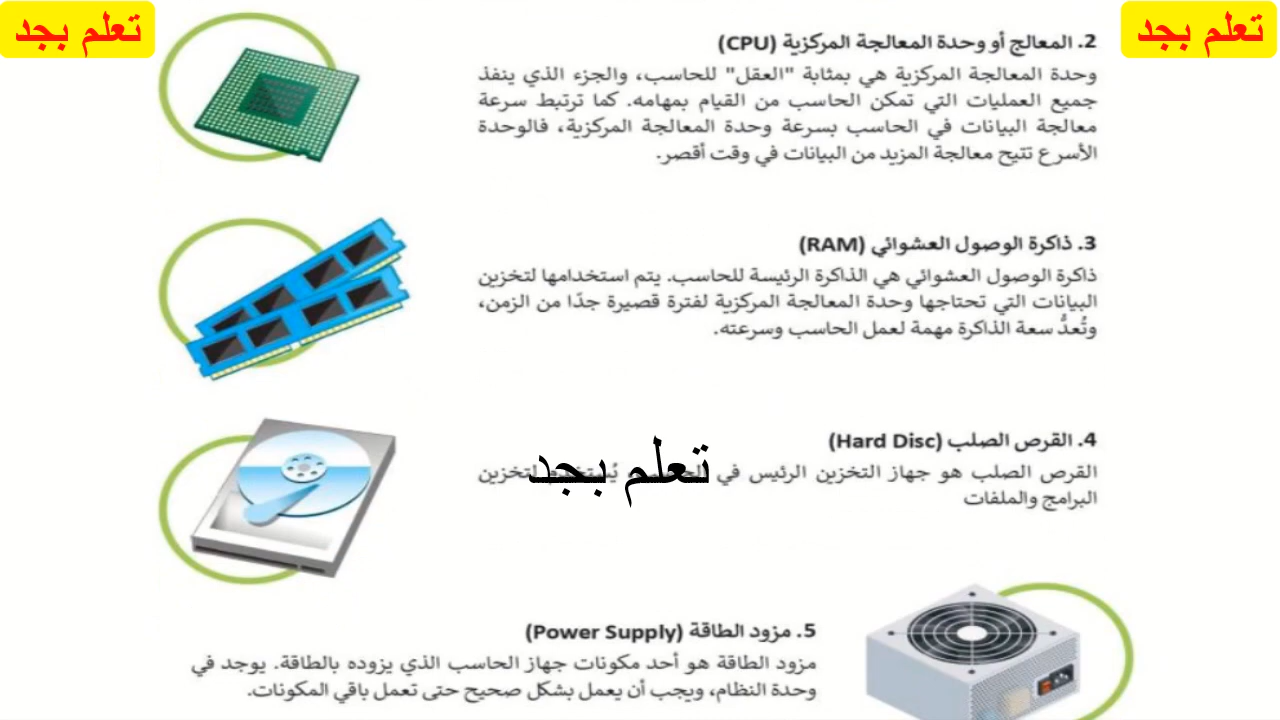 تعلم بجد
تعلم بجد
2. المعالج أو وحدة المعالجة المركزية (CPU)
وحدة المعالجة المركزية هي بمثابة "العقل" للحاسب، والجزء الذي ينفذ
جميع العمليات التي تمكن الحاسب من القيام بمهامه. كما ترتبط سرعة
معالجة البيانات في الحاسب بسرعة وحدة المعالجة المركزية، فالوحدة
الأسرع تتيح معالجة المزيد من البيانات في وقت أقصر.
3. ذاكرة الوصول العشوائي (RAM)
ذاكرة الوصول العشوائي هي الذاكرة الرئيسة للحاسب. يتم استخدامها لتخزين
البيانات التي تحتاجها وحدة المعالجة المركزية لفترة قصيرة جدًا من الزمن،
وتُعدُّ سعة الذاكرة مهمة لعمل الحاسب وسرعته.
4. القرص الصلب (Hard Disc)
القرص الصلب هو جهاز التخزين الرئيس في لتخزين
تعلم بجد
البرامج والملفات
5. مزود الطاقة (Power Supply)
مزود الطاقة هو أحد مكونات جهاز الحاسب الذي يزوده بالطاقة. يوجد في
وحدة النظام، ويجب أن يعمل بشكل صحيح حتى تعمل باقي المكونات.